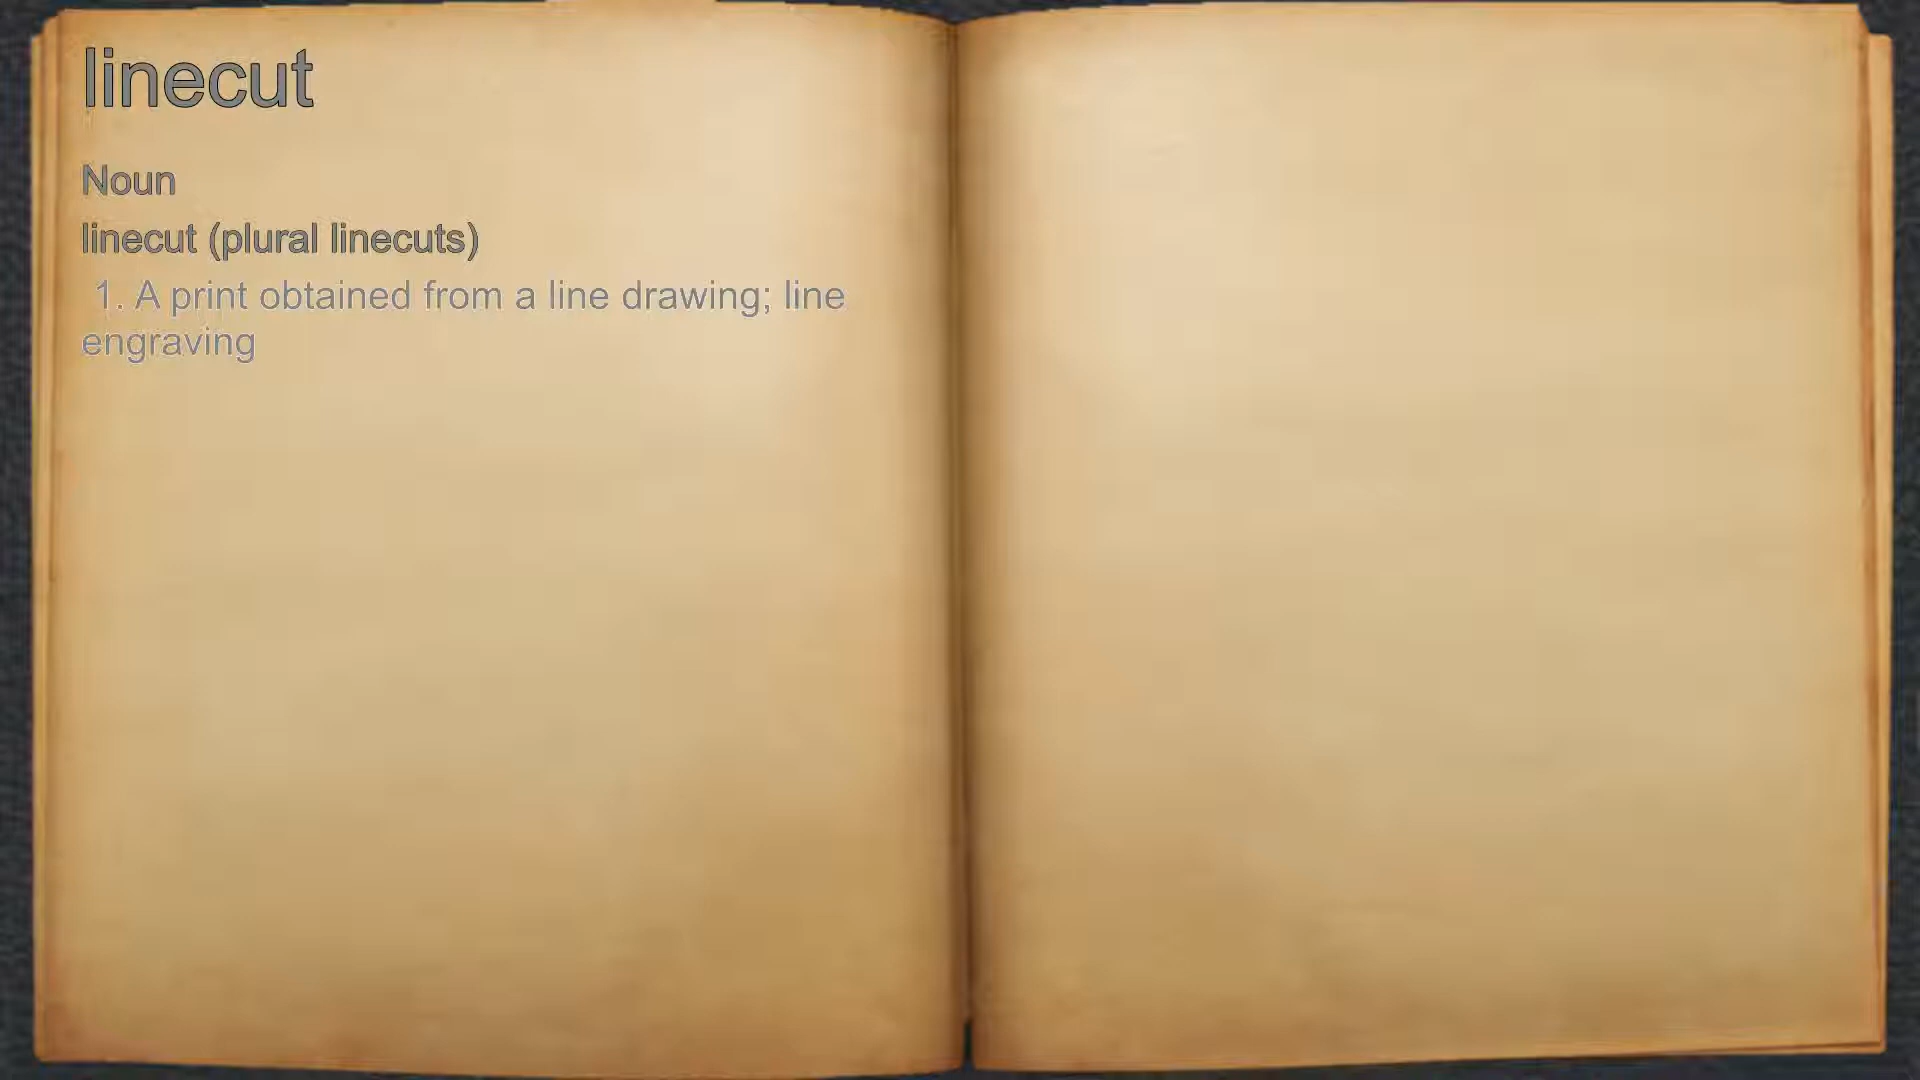 linecut
Noun
linecut (plural linecuts)
1. A print obtained from a line drawing; line
engraving